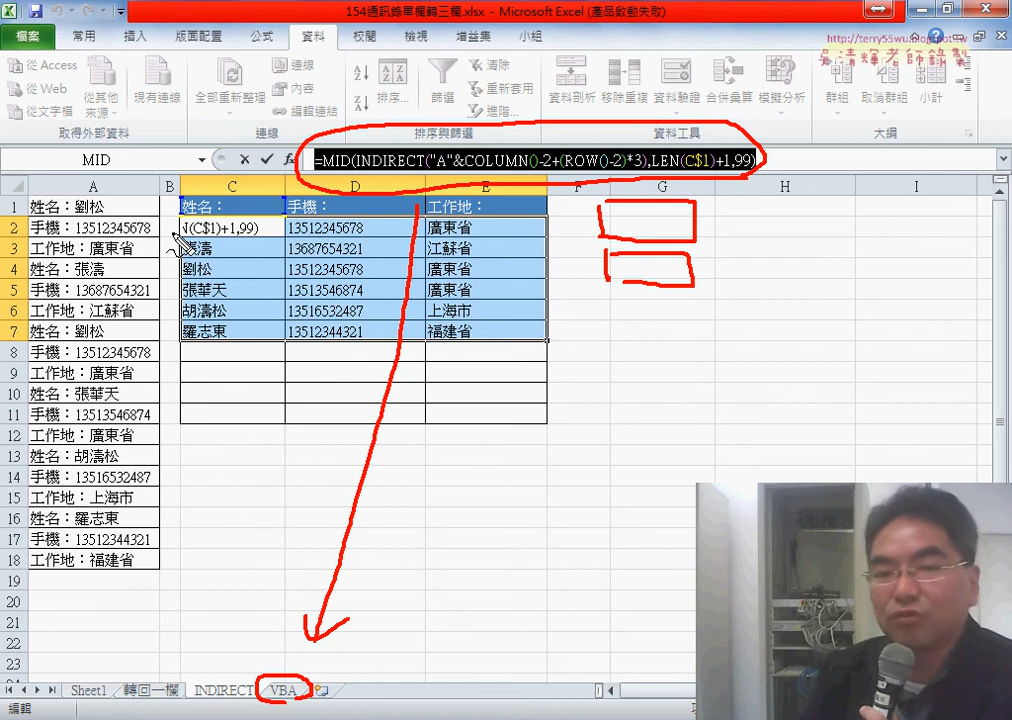 154通訊錄單欄轉三欄.xlsx - Microsoft Excel (產品啟動失敗)
檔案 常用 插入 版面配置 公式 資料 校閱 檢視 增益集 小組
http://terry55wu.blogspot.tw
吳清輝老師錄製
從 Access
從 Web
從文字檔
從其他來源
現有連線
全部重新整理
連線
內容
編輯連結
排序...
篩選
清除
重新套用
進階...
資料剖析 移除重複 資料驗證 合併彙算 模擬分析
群組 取消群組 小計
取得外部資料 連線 排序與篩選 資料工具 大綱
MID fx =MID(INDIRECT("A"&COLUMN()-2+(ROW()-2)*3),LEN(C$1)+1,99)
A B C D E F G H I
1 姓名：劉松 姓名： 手機： 工作地：
2 手機：13512345678 N(C$1)+1,99) 13512345678 廣東省
3 工作地：廣東省 張濤 13687654321 江蘇省
4 姓名：張濤 劉松 13512345678 廣東省
5 手機：13687654321 張華天 13513546874 廣東省
6 工作地：江蘇省 胡濤松 13516532487 上海市
7 姓名：劉松 羅志東 13512344321 福建省
8 手機：13512345678
9 工作地：廣東省
10 姓名：張華天
11 手機：13513546874
12 工作地：廣東省
13 姓名：胡濤松
14 手機：13516532487
15 工作地：上海市
16 姓名：羅志東
17 手機：13512344321
18 工作地：福建省
19
20
21
22
23
Sheet1 轉回一欄 INDIRECT VBA
編輯